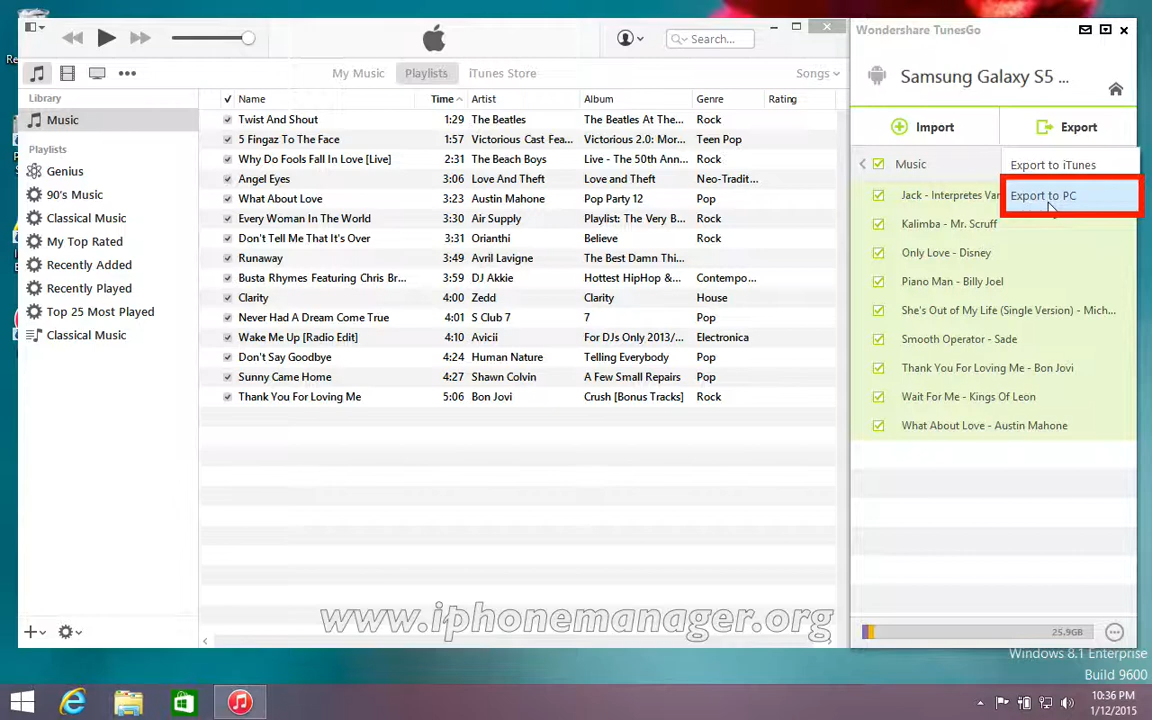 Re
Search...
My Music
Playlists
iTunes Store
Songs
Library
Music
Playlists
Genius
90's Music
Classical Music
My Top Rated
Recently Added
Recently Played
Top 25 Most Played
Classical Music
Name Time Artist Album Genre Rating
Twist And Shout 1:29 The Beatles The Beatles At The... Rock
5 Fingaz To The Face 1:57 Victorious Cast Fea... Victorious 2.0: Mor... Teen Pop
Why Do Fools Fall In Love [Live] 2:31 The Beach Boys Live - The 50th Ann... Rock
Angel Eyes 3:06 Love And Theft Love and Theft Neo-Tradit...
What About Love 3:23 Austin Mahone Pop Party 12 Pop
Every Woman In The World 3:31 Air Supply Playlist: The Very B... Rock
Don't Tell Me That It's Over 3:31 Orianthi Believe Rock
Runaway 3:49 Avril Lavigne The Best Damn Thi... Pop
Busta Rhymes Featuring Chris Br... 3:59 DJ Akkie Hottest HipHop &... Contempo...
Clarity 4:00 Zedd Clarity House
Never Had A Dream Come True 4:01 S Club 7 7 Pop
Wake Me Up [Radio Edit] 4:10 Avicii For DJs Only 2013/... Electronica
Don't Say Goodbye 4:24 Human Nature Telling Everybody Pop
Sunny Came Home 4:27 Shawn Colvin A Few Small Repairs Pop
Thank You For Loving Me 5:06 Bon Jovi Crush [Bonus Tracks] Rock
www.iphonemanager.org
Wondershare TunesGo
Samsung Galaxy S5 ...
Import
Export
Music
Export to iTunes
Export to PC
Jack - Interpretes Var
Kalimba - Mr. Scruff
Only Love - Disney
Piano Man - Billy Joel
She's Out of My Life (Single Version) - Mich...
Smooth Operator - Sade
Thank You For Loving Me - Bon Jovi
Wait For Me - Kings Of Leon
What About Love - Austin Mahone
25.9GB
Windows 8.1 Enterprise
Build 9600
10:36 PM
1/12/2015